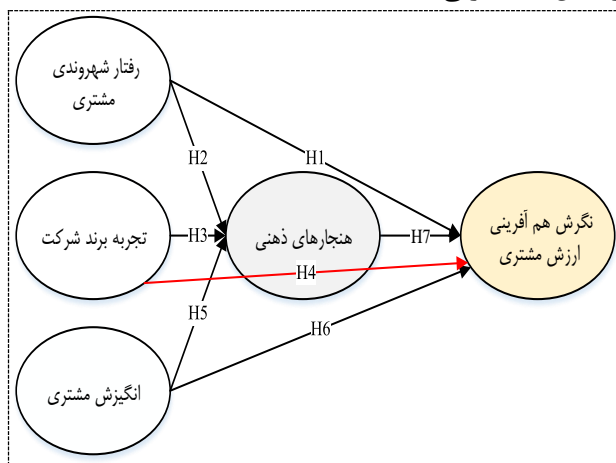 رفتار شهروندی
مشتری
H2
H1
تجربه برند شرکت
H3
هنجارهای ذهنی
H7
نگرش هم آفرینی
ارزش مشتری
H4
H5
H6
انگیزش مشتری